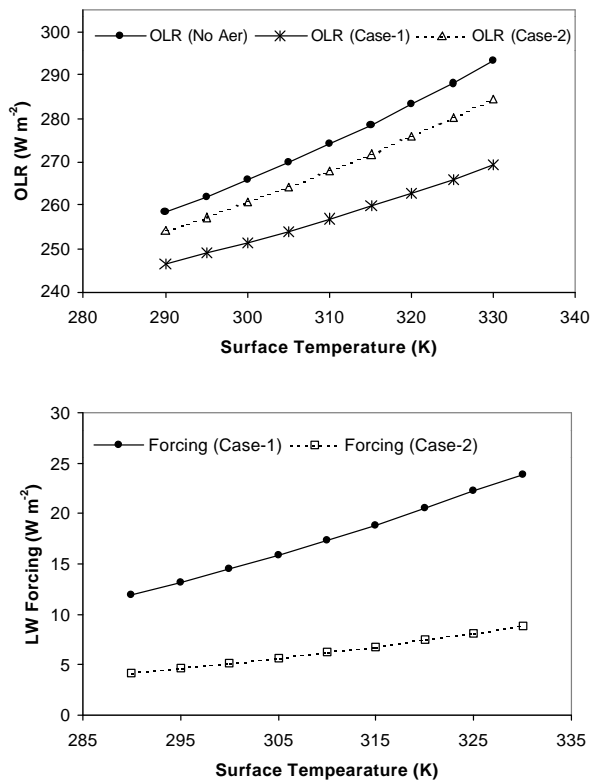 OLR (No Aer) OLR (Case-1) OLR (Case-2)
300
290
280
270
260
250
240
OLR (W m-2)
280 290 300 310 320 330 340
Surface Temperature (K)
30
25
20
15
10
5
0
LW Forcing (W m-2)
Forcing (Case-1) Forcing (Case-2)
285 295 305 315 325 335
Surface Tempearature (K)